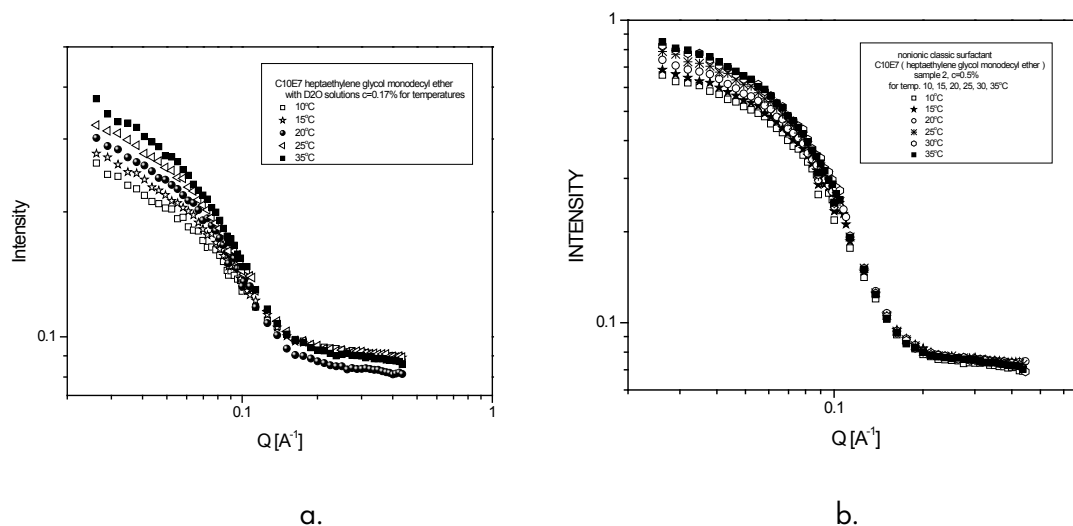 C10E7 heptaethylene glycol monodecyl ether
with D2O solutions c=0.17% for temperatures
10°C
15°C
20°C
25°C
35°C
Intensity
0.1
0.1
1
Q [A⁻¹]
a.
nonionic classic surfactant
C10E7 ( heptaethylene glycol monodecyl ether )
sample 2, c=0.5%
for temp. 10, 15, 20, 25, 30, 35°C
10°C
15°C
20°C
25°C
30°C
35°C
INTENSITY
1
0.1
0.1
Q [A⁻¹]
b.